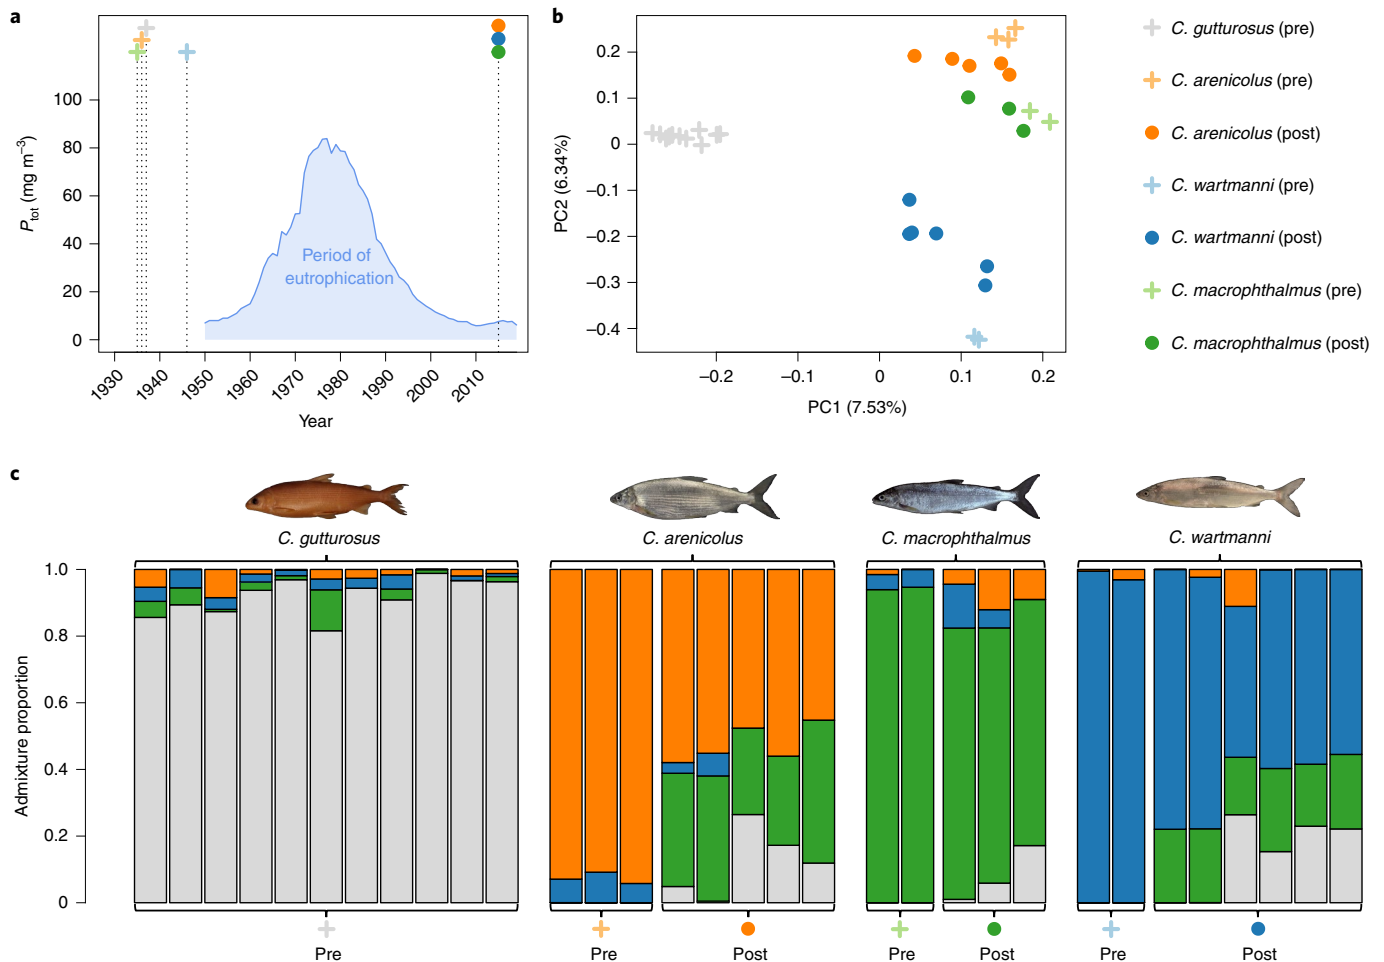 a
P_tot (mg m⁻³)
100
80
60
40
20
0
Period of
eutrophication
1930
1940
1950
1960
1970
1980
1990
2000
2010
Year
b
PC2 (6.34%)
0.2
0.1
0
−0.1
−0.2
−0.3
−0.4
−0.2
−0.1
0
0.1
0.2
PC1 (7.53%)
C. gutturosus (pre)
C. arenicolus (pre)
C. arenicolus (post)
C. wartmanni (pre)
C. wartmanni (post)
C. macrophthalmus (pre)
C. macrophthalmus (post)
c
C. gutturosus
C. arenicolus
C. macrophthalmus
C. wartmanni
Admixture proportion
1.0
0.8
0.6
0.4
0.2
0
Pre
Pre
Post
Pre
Post
Pre
Post